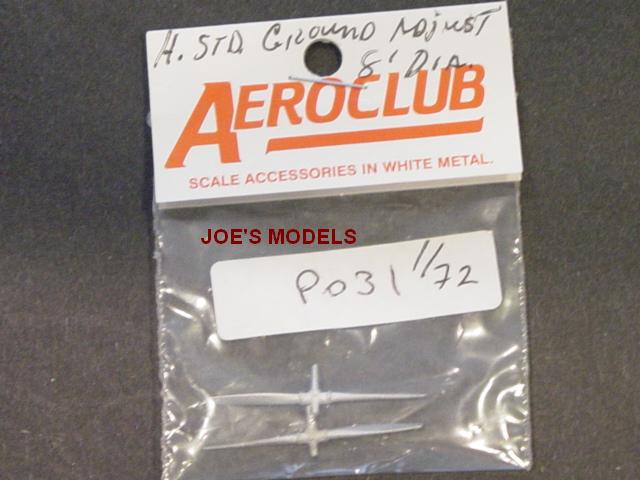 H. STD. GROUND ADJUST
8' DIA.
AEROCLUB
SCALE ACCESSORIES IN WHITE METAL.
JOE'S MODELS
P031 1/72